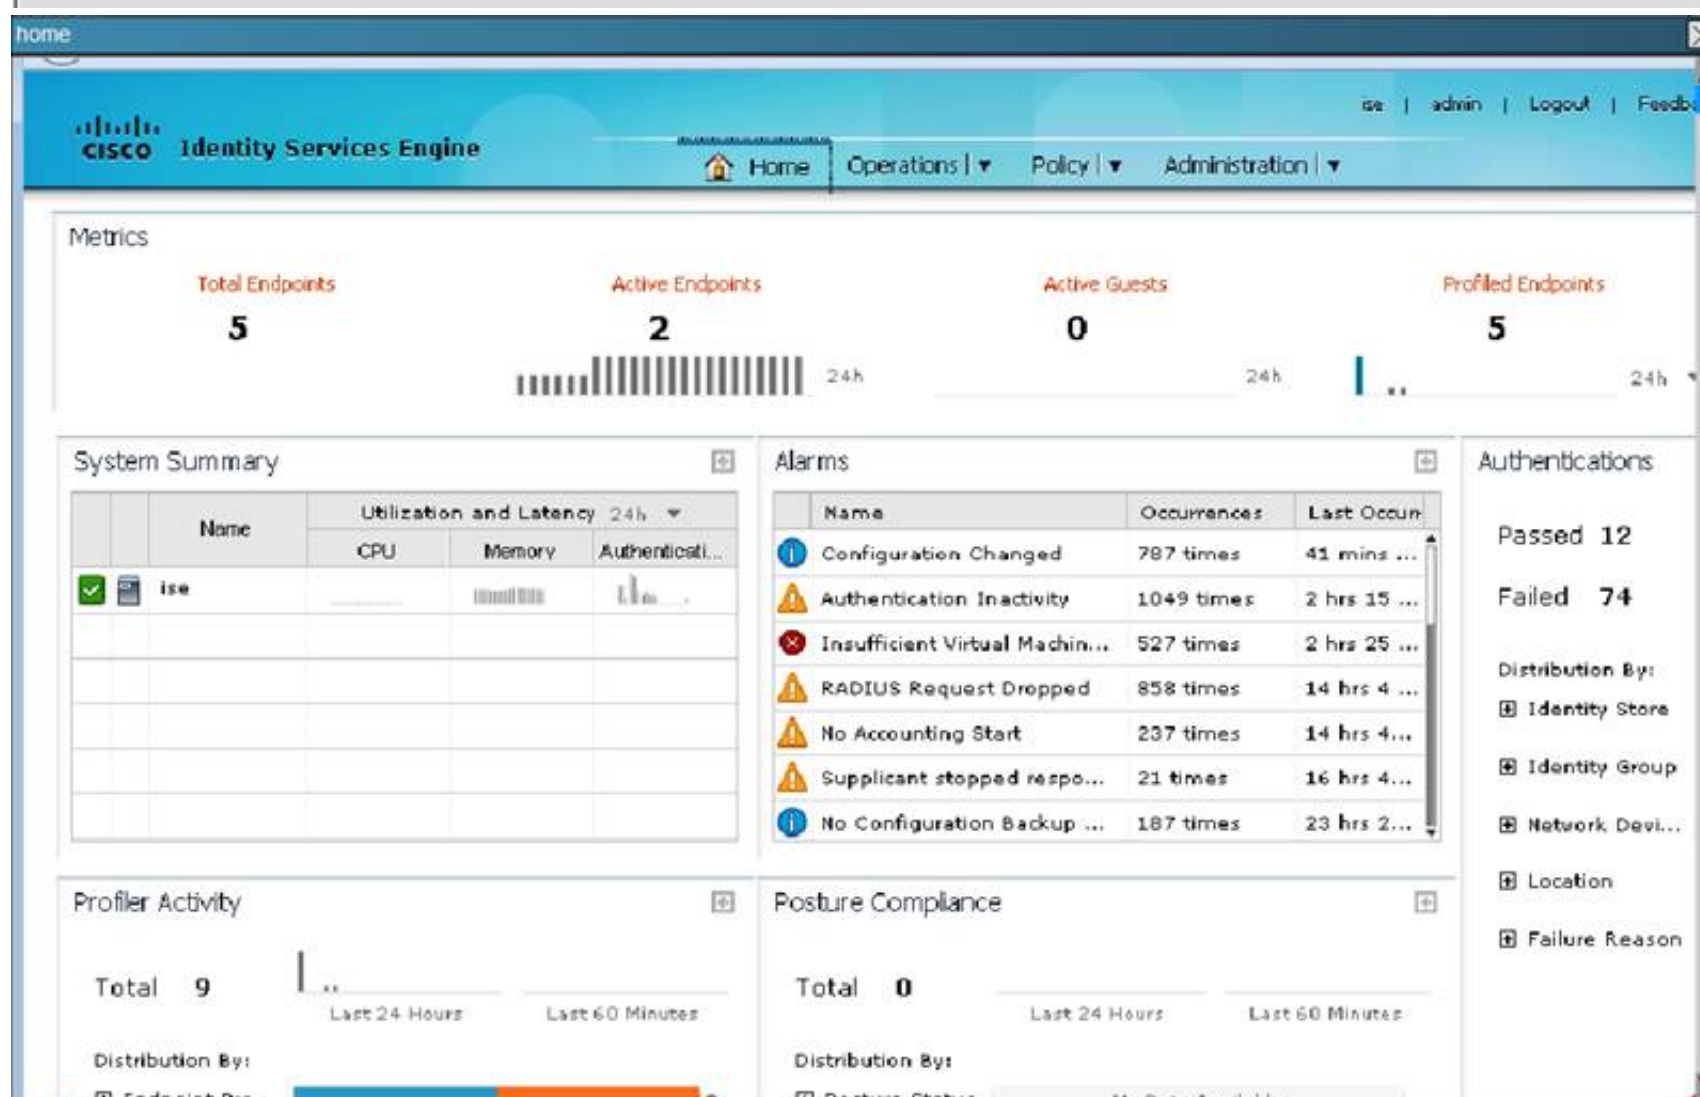 home
ise | admin | Logout | Feedba
CISCO Identity Services Engine
Home Operations | Policy | Administration |
Metrics
Total Endpoints Active Endpoints Active Guests Profiled Endpoints
5 2 0 5
24h 24h 24h
System Summary
Name Utilization and Latency 24h
CPU Memory Authenticati...
ise
Alarms
Name Occurrences Last Occurr
Configuration Changed 787 times 41 mins ...
Authentication Inactivity 1049 times 2 hrs 15 ...
Insufficient Virtual Machin... 527 times 2 hrs 25 ...
RADIUS Request Dropped 858 times 14 hrs 4 ...
No Accounting Start 237 times 14 hrs 4...
Supplicant stopped respo... 21 times 16 hrs 4...
No Configuration Backup ... 187 times 23 hrs 2...
Authentications
Passed 12
Failed 74
Distribution By:
Identity Store
Identity Group
Network Devi...
Location
Failure Reason
Profiler Activity
Total 9
Last 24 Hours Last 60 Minutes
Distribution By:
Posture Compliance
Total 0
Last 24 Hours Last 60 Minutes
Distribution By: